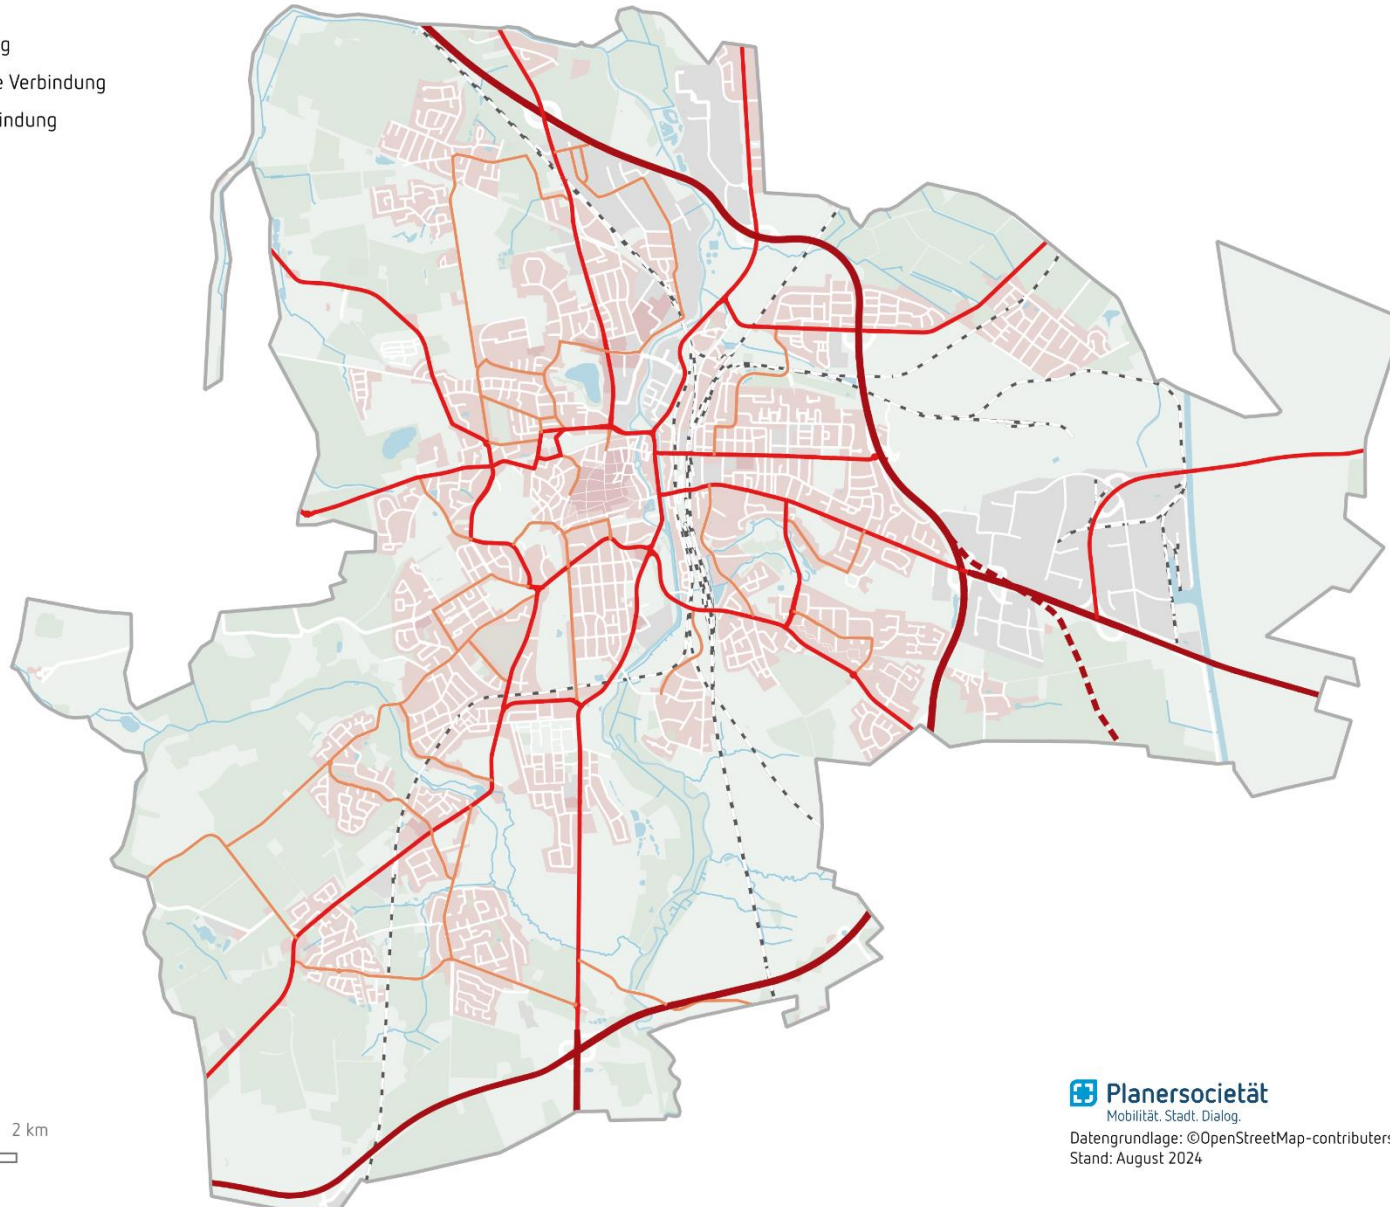 g
e Verbindung
indung
2 km
Planersocietät
Mobilität. Stadt. Dialog.
Datengrundlage: ©OpenStreetMap-contributers
Stand: August 2024